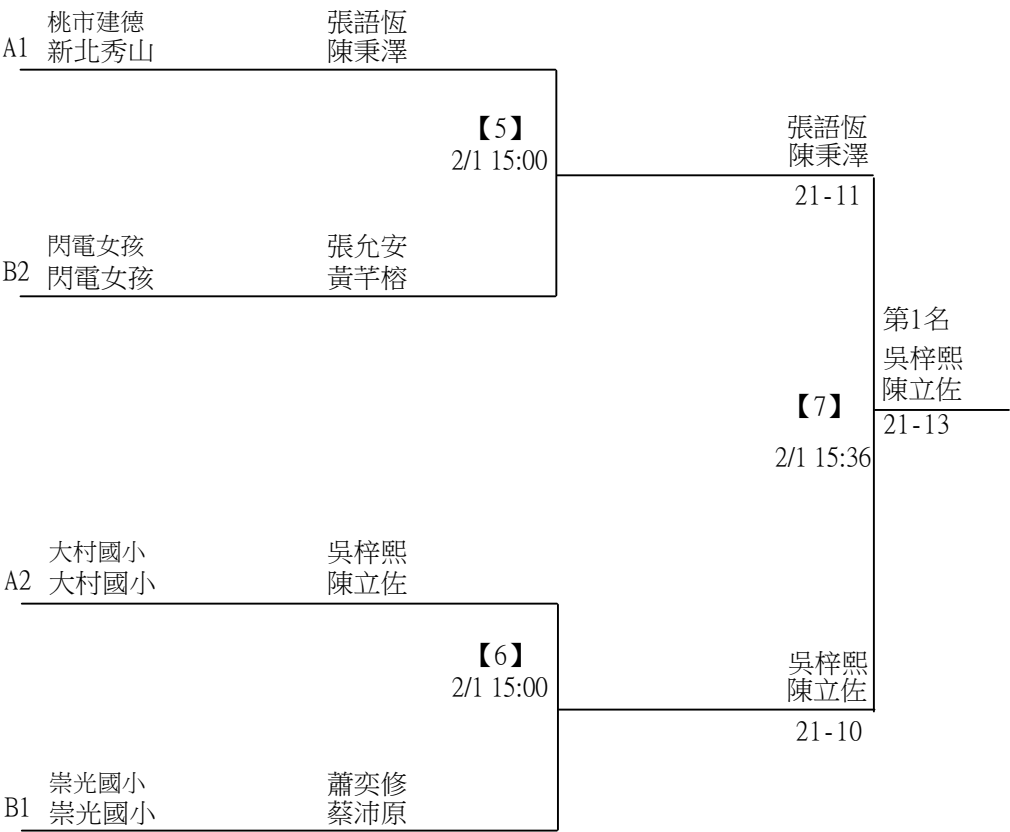 桃市建德 張語恆
A1 新北秀山 陳秉澤
【5】
2/1 15:00
張語恆
陳秉澤
21-11
閃電女孩 張允安
B2 閃電女孩 黃芊榕
第1名
吳梓熙
陳立佐
21-13
【7】
2/1 15:36
大村國小 吳梓熙
A2 大村國小 陳立佐
【6】
2/1 15:00
吳梓熙
陳立佐
21-10
崇光國小 蕭奕修
B1 崇光國小 蔡沛原